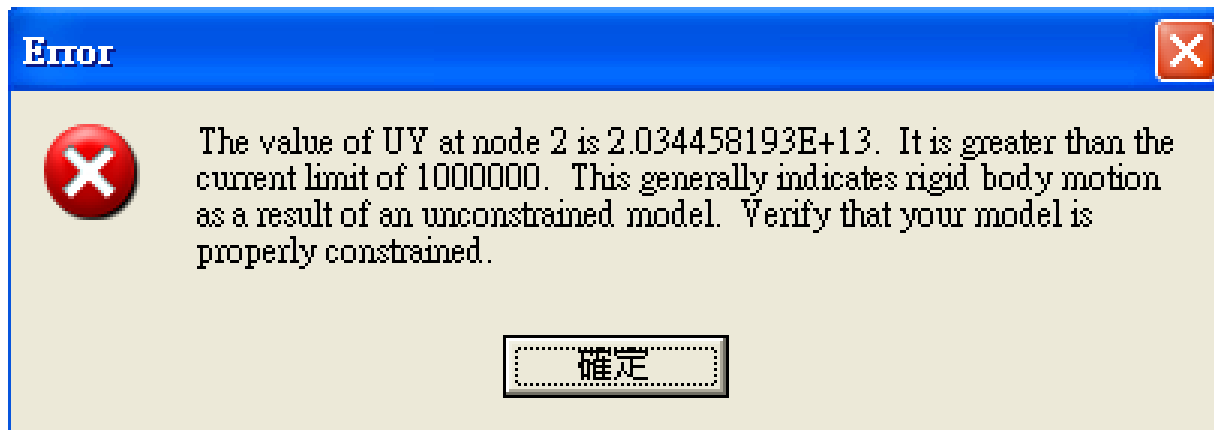 Error
The value of UY at node 2 is 2.034458193E+13.  It is greater than the
current limit of 1000000.  This generally indicates rigid body motion
as a result of an unconstrained model.  Verify that your model is
properly constrained.
確定